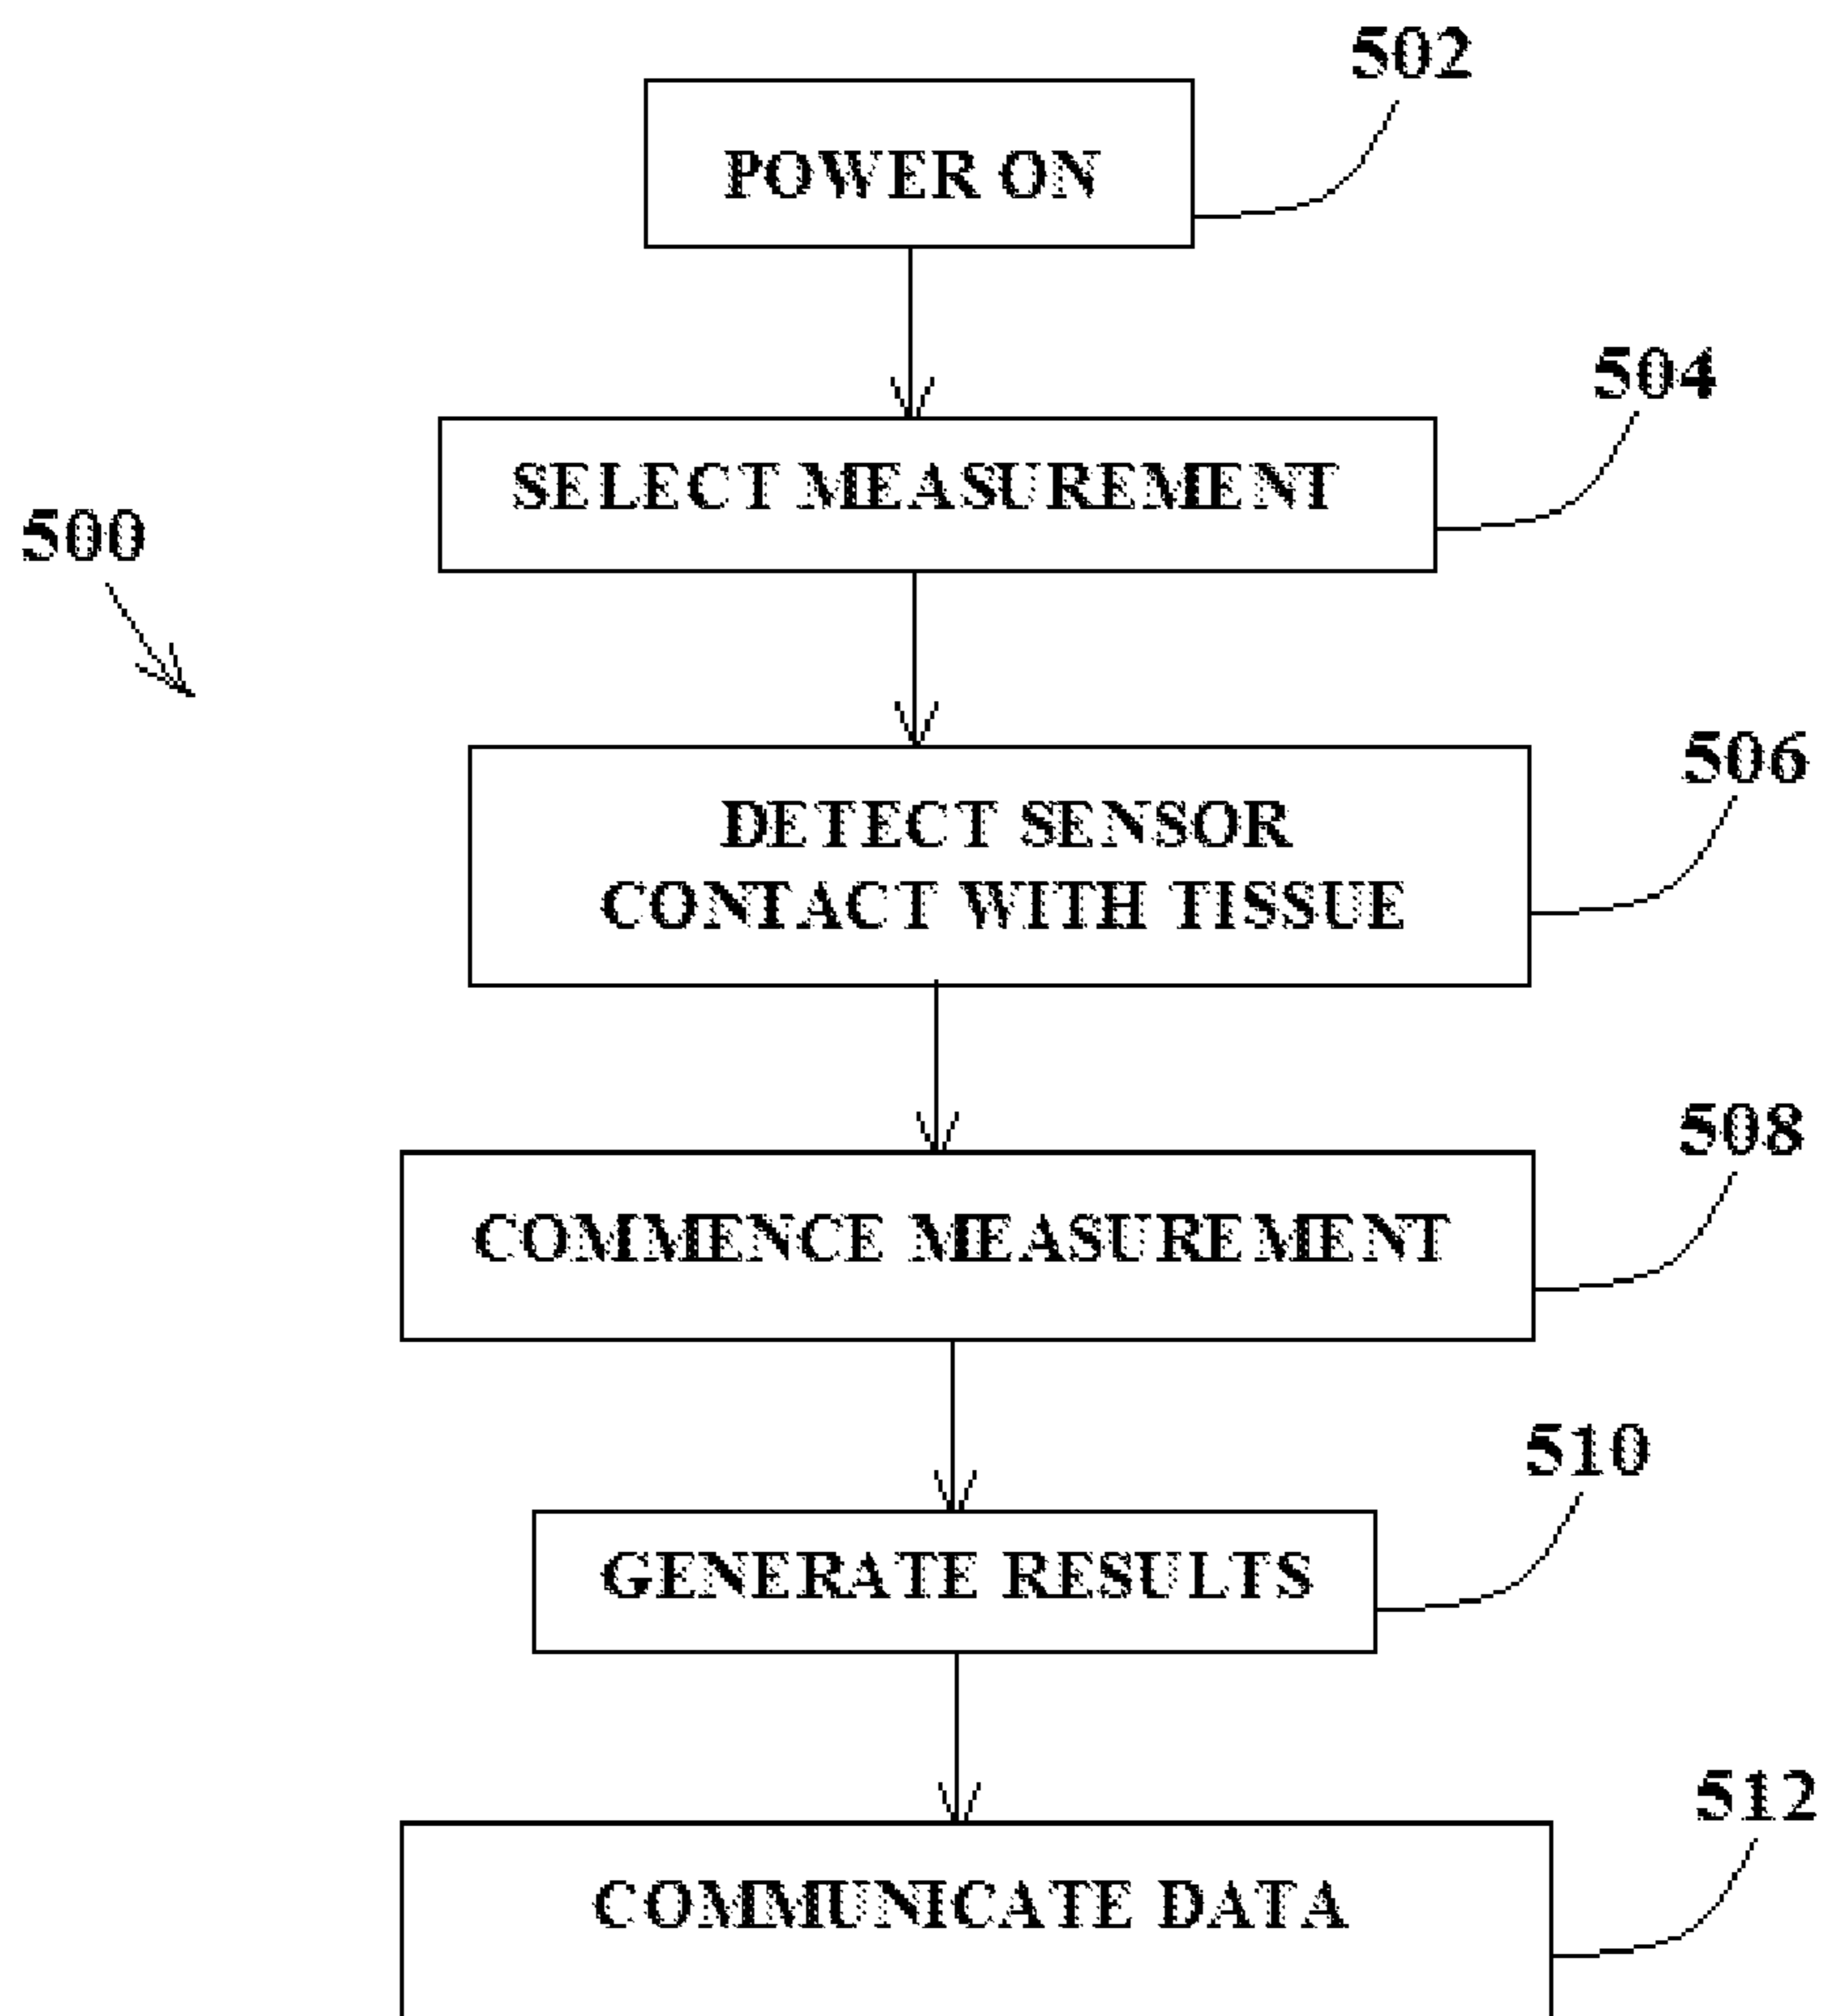 502
POWER ON
504
SELECT MEASUREMENT
500
506
DETECT SENSOR
CONTACT WITH TISSUE
508
COMMENCE MEASUREMENT
510
GENERATE RESULTS
512
COMMUNICATE DATA